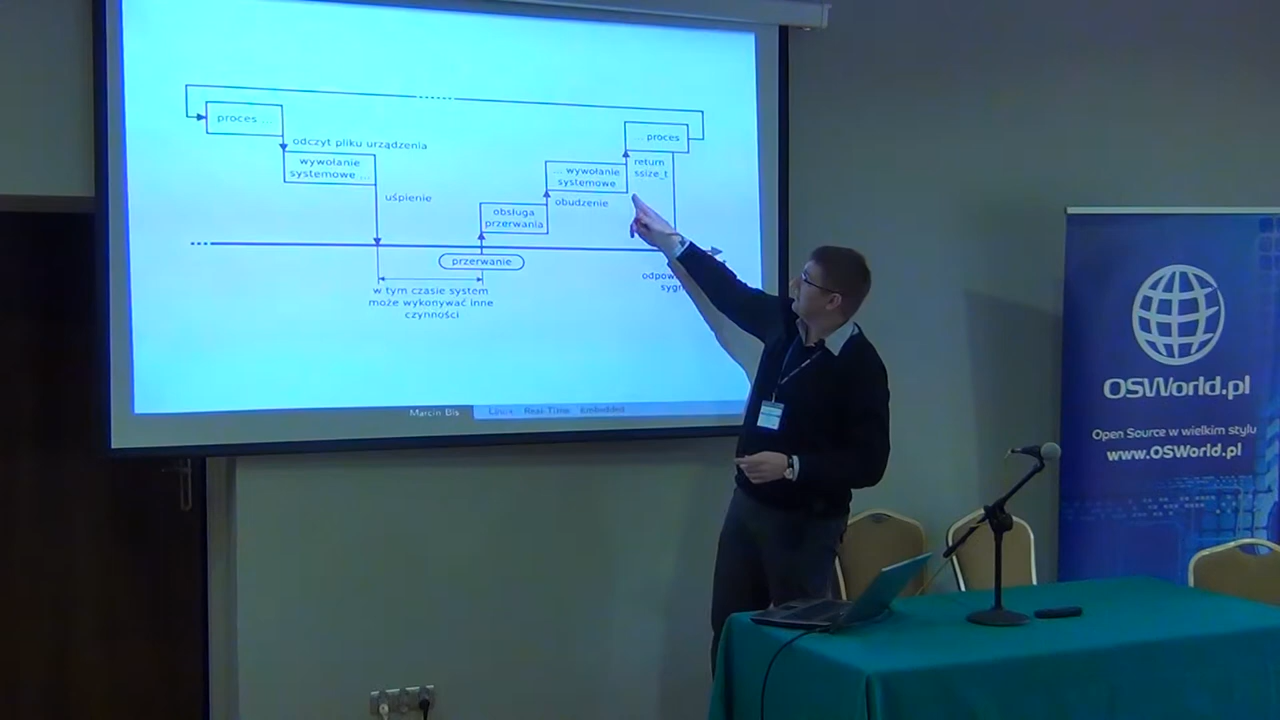 proces ...
odczyt pliku urządzenia
wywołanie
systemowe ...
uśpienie
... proces
return
ssize_t
... wywołanie
systemowe
obudzenie
obsługa
przerwania
przerwanie
w tym czasie system
może wykonywać inne
czynności
Marcin Bis
Linux Real-Time Embedded
OSWorld.pl
Open Source w wielkim stylu
www.OSWorld.pl